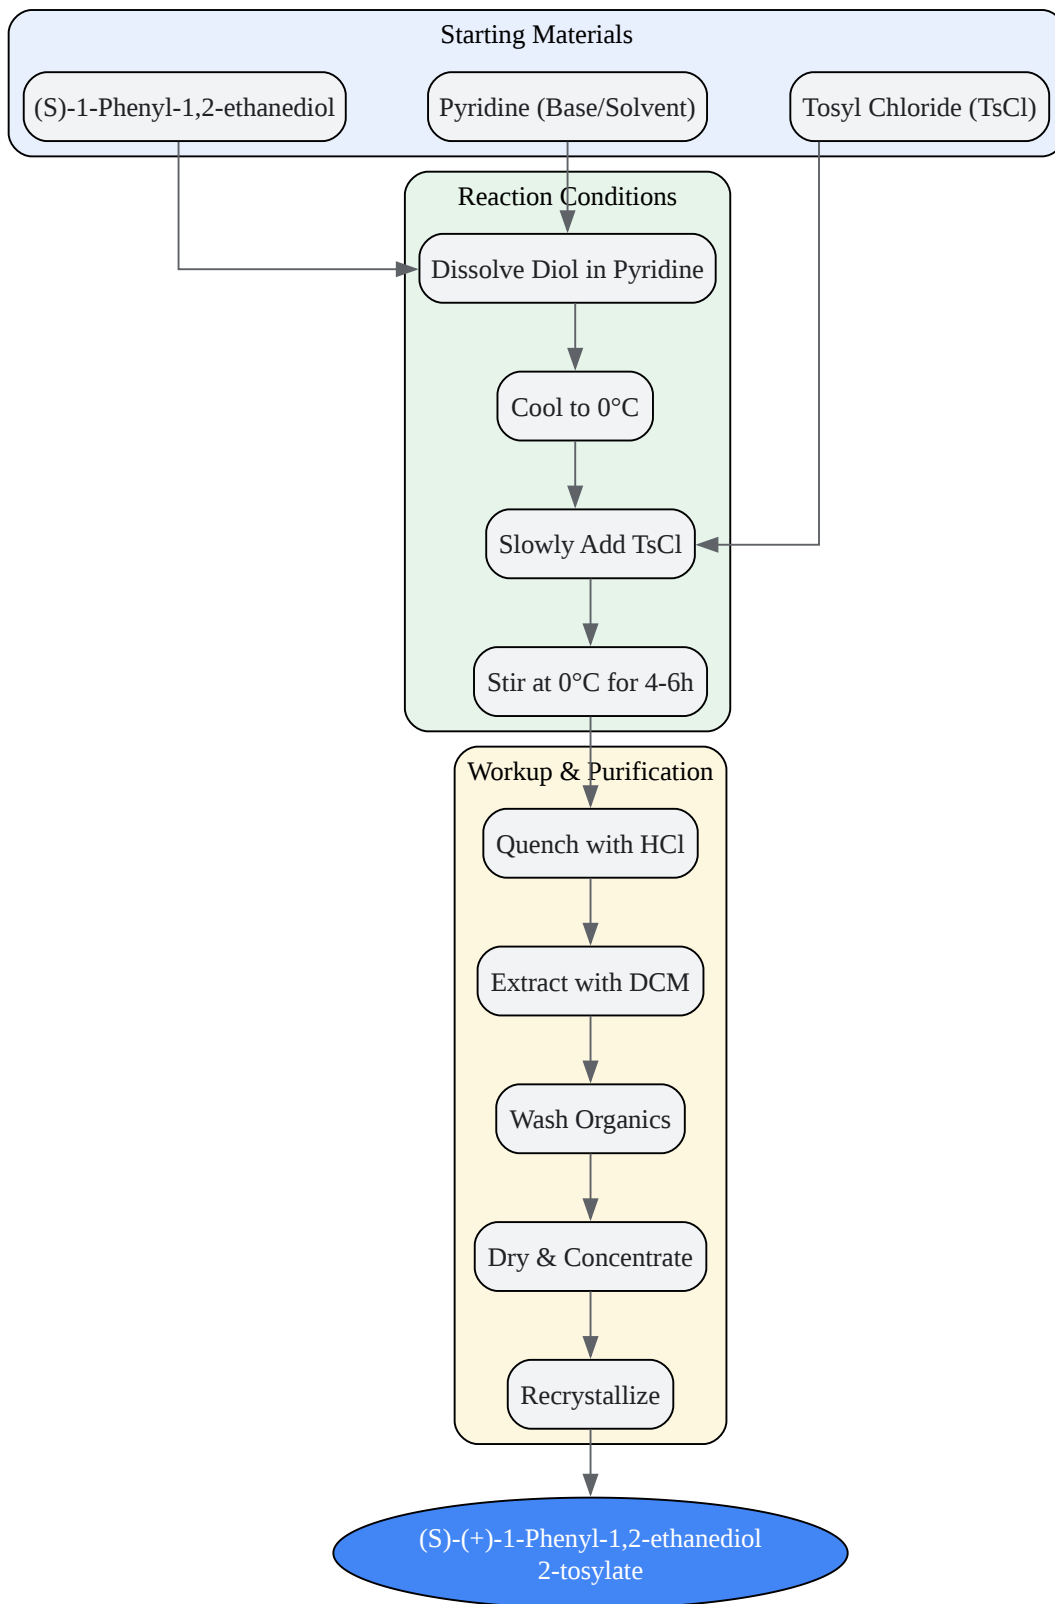 Starting Materials
(S)-1-Phenyl-1,2-ethanediol
Pyridine (Base/Solvent)
Tosyl Chloride (TsCl)
Reaction Conditions
Dissolve Diol in Pyridine
Cool to 0°C
Slowly Add TsCl
Stir at 0°C for 4-6h
Workup & Purification
Quench with HCl
Extract with DCM
Wash Organics
Dry & Concentrate
Recrystallize
(S)-(+)-1-Phenyl-1,2-ethanediol
2-tosylate